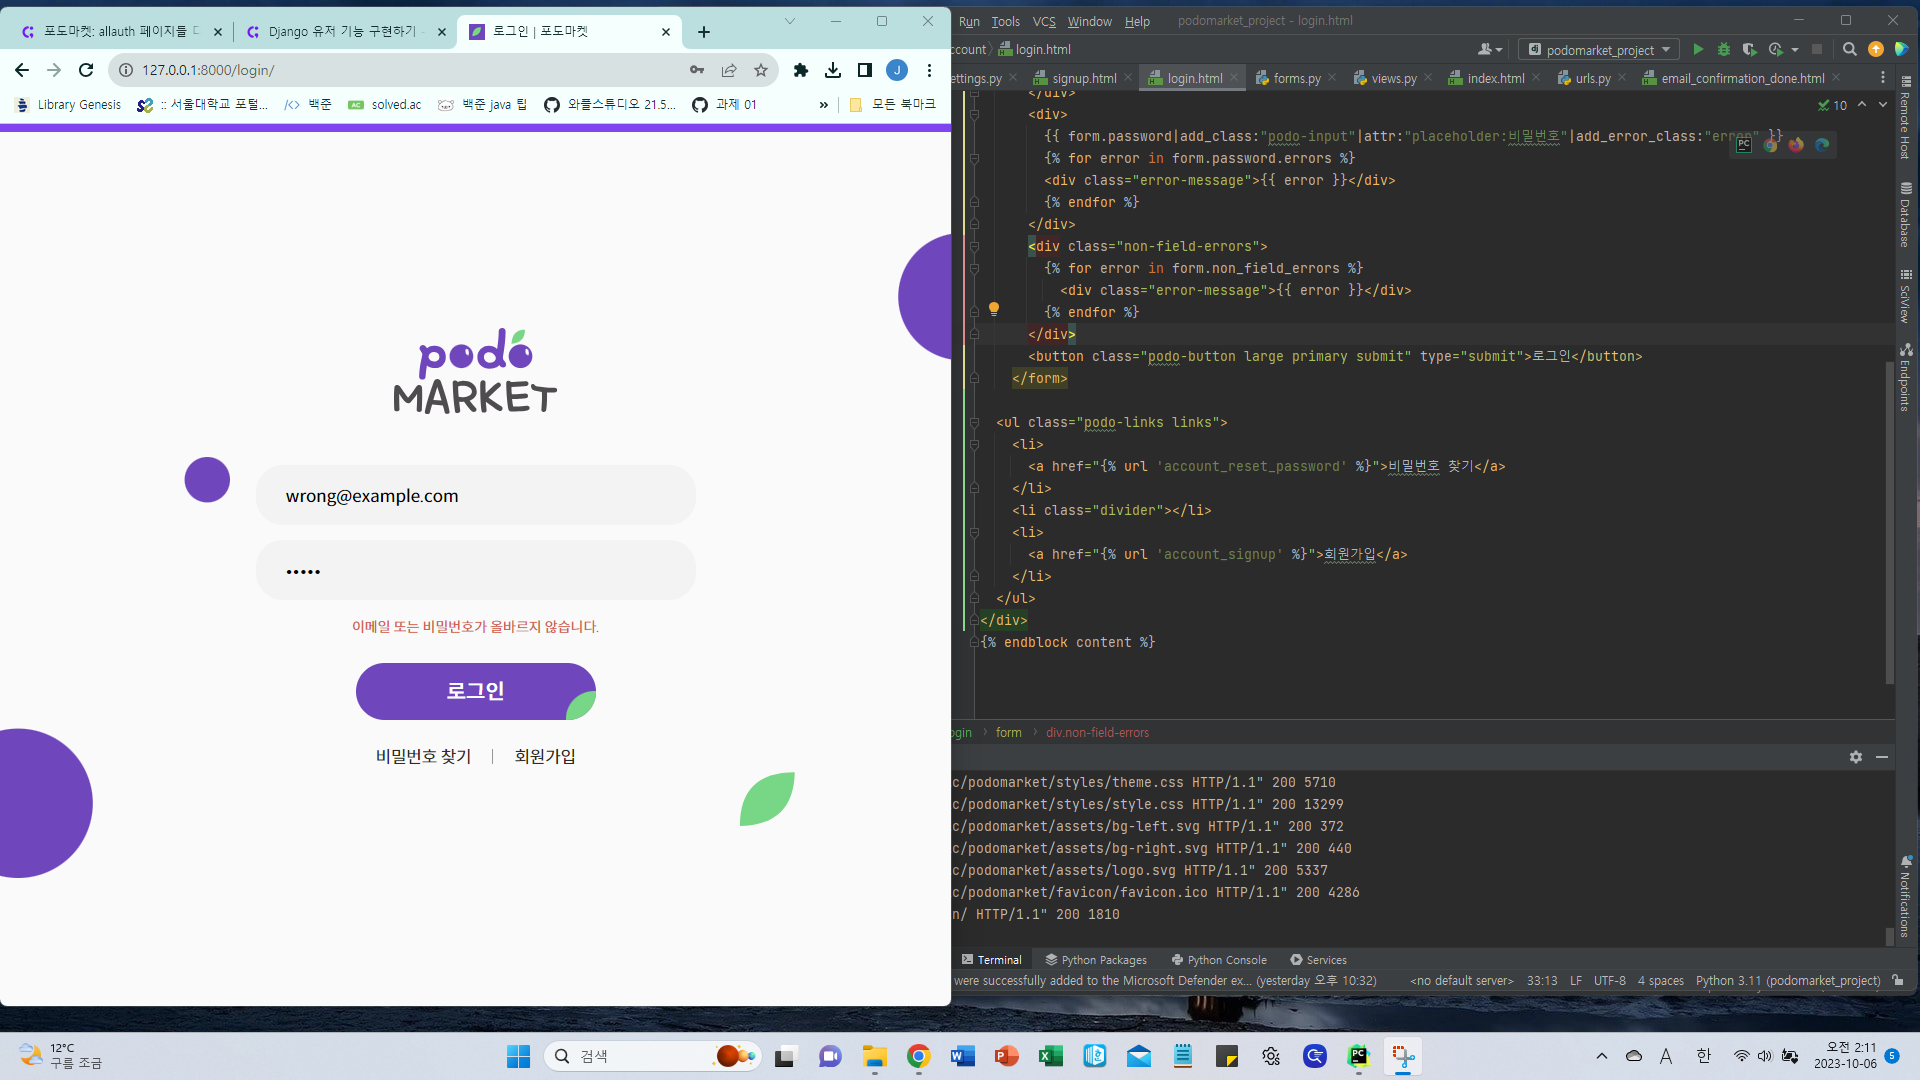 포도마켓: allauth 페이지들 디
Django 유저 기능 구현하기 -
로그인 | 포도마켓
127.0.0.1:8000/login/
J
Library Genesis
:: 서울대학교 포털...
백준
solved.ac
백준 java 팁
와플스튜디오 21.5...
과제 01
»
모든 북마크
podo
MARKET
wrong@example.com
•••••
이메일 또는 비밀번호가 올바르지 않습니다.
로그인
비밀번호 찾기 | 회원가입
Run Tools VCS Window Help podomarket_project - login.html
ccount login.html
podomarket_project
ettings.py signup.html login.html forms.py views.py index.html urls.py email_confirmation_done.html
10
</div>
<div>
{{ form.password|add_class:"podo-input"|attr:"placeholder:비밀번호"|add_error_class:"error" }}
{% for error in form.password.errors %}
<div class="error-message">{{ error }}</div>
{% endfor %}
</div>
<div class="non-field-errors">
{% for error in form.non_field_errors %}
<div class="error-message">{{ error }}</div>
{% endfor %}
</div>
<button class="podo-button large primary submit" type="submit">로그인</button>
</form>
<ul class="podo-links links">
<li>
<a href="{% url 'account_reset_password' %}">비밀번호 찾기</a>
</li>
<li class="divider"></li>
<li>
<a href="{% url 'account_signup' %}">회원가입</a>
</li>
</ul>
</div>
{% endblock content %}
Remote Host
Database
SciView
Endpoints
Notifications
ogin form div.non-field-errors
c/podomarket/styles/theme.css HTTP/1.1" 200 5710
c/podomarket/styles/style.css HTTP/1.1" 200 13299
c/podomarket/assets/bg-left.svg HTTP/1.1" 200 372
c/podomarket/assets/bg-right.svg HTTP/1.1" 200 440
c/podomarket/assets/logo.svg HTTP/1.1" 200 5337
c/podomarket/favicon/favicon.ico HTTP/1.1" 200 4286
n/ HTTP/1.1" 200 1810
Terminal Python Packages Python Console Services
were successfully added to the Microsoft Defender ex... (yesterday 오후 10:32) <no default server> 33:13 LF UTF-8 4 spaces Python 3.11 (podomarket_project)
12°C
구름 조금
검색
A 한
오전 2:11
2023-10-06
5